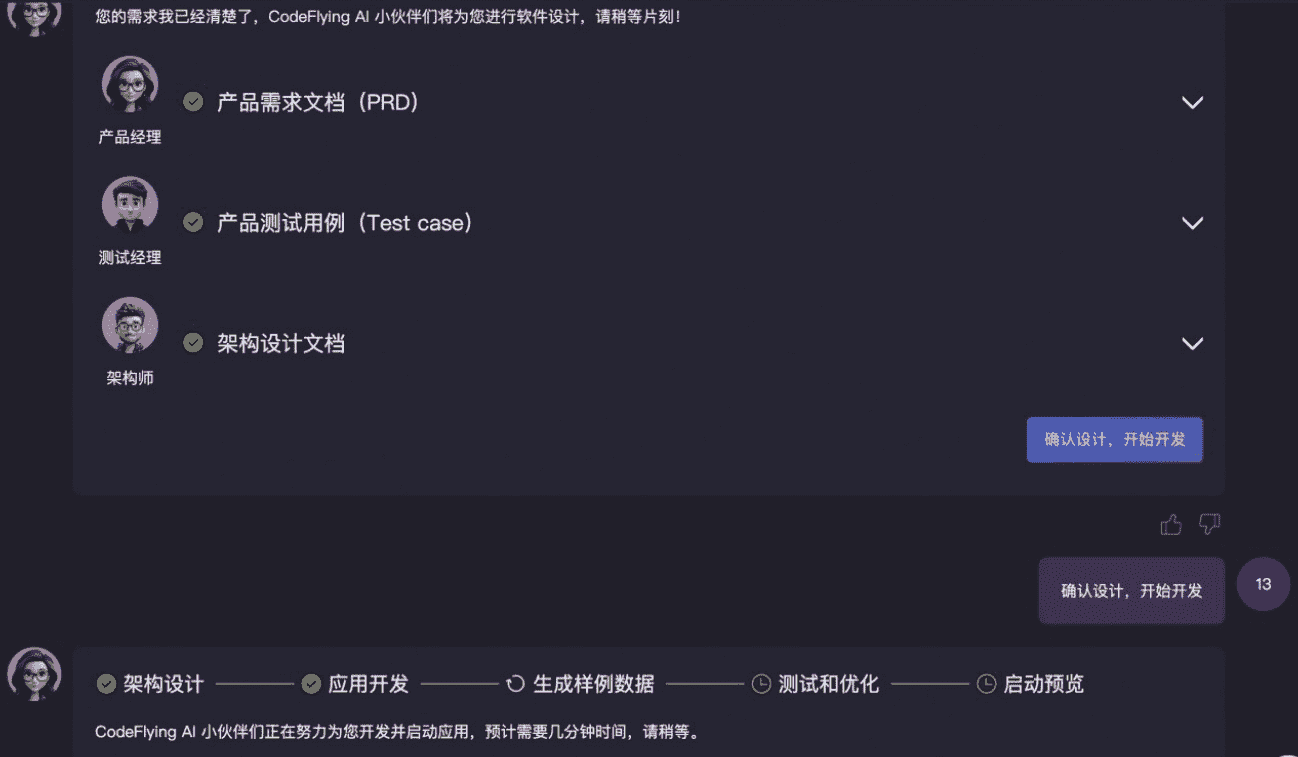 您的需求我已经清楚了，CodeFlying AI 小伙伴们将为您进行软件设计，请稍等片刻！
产品需求文档（PRD）
产品经理
产品测试用例（Test case）
测试经理
架构设计文档
架构师
确认设计，开始开发
确认设计，开始开发
13
架构设计 应用开发 生成样例数据 测试和优化 启动预览
CodeFlying AI 小伙伴们正在努力为您开发并启动应用，预计需要几分钟时间，请稍等。